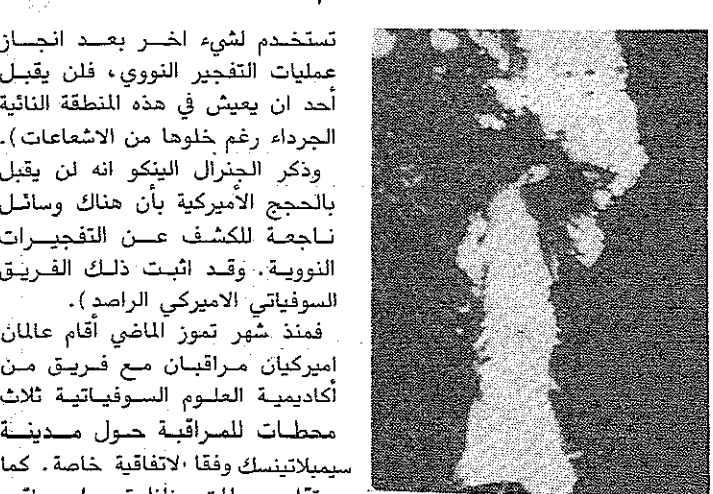 تستخدم لشيء اخر بعد انجاز
عمليات التفجير النووي، فلن يقبل
أحد ان يعيش في هذه المنطقة النائية
الجرداء رغم خلوها من الاشعاعات).
وذكر الجنرال الينكو انه لن يقبل
بالحجج الأميركية بأن هناك وسائل
ناجعة للكشف عن التفجيرات
النووية. وقد اثبت ذلك الفريق
السوفياتي الاميركي الراصد).
فمنذ شهر تموز الماضي أقام عالمان
اميركيان مراقبان مع فريق من
أكاديمية العلوم السوفياتية ثلاث
محطات للمراقبة حول مدينة
سيميلاتينسك وفقا لاتفاقية خاصة. كما